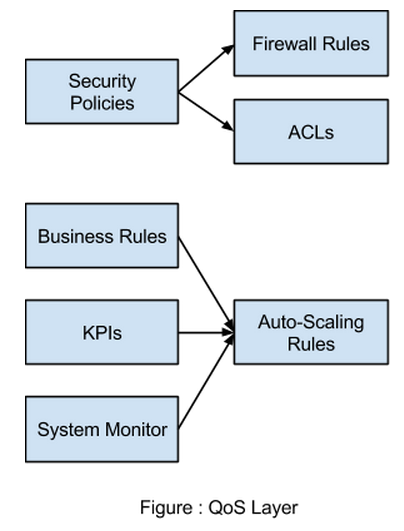 Firewall Rules
Security
Policies
ACLs
Business Rules
KPIs
Auto-Scaling
Rules
System Monitor
Figure : QoS Layer